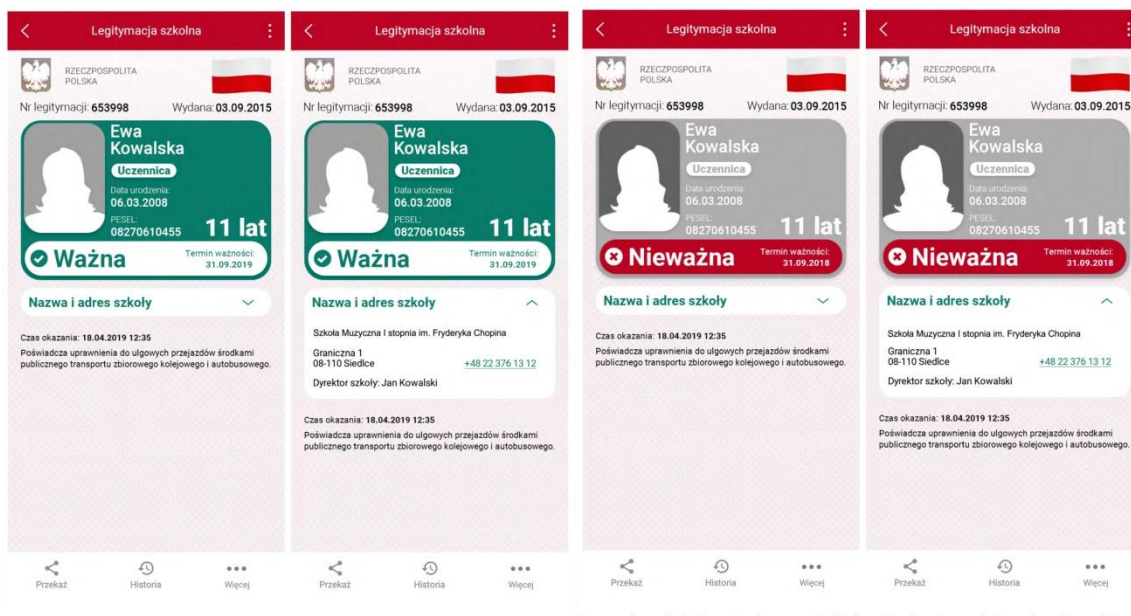 Legitymacja szkolna
RZECZPOSPOLITA
POLSKA
Nr legitymacji: 653998 Wydana: 03.09.2015
Ewa
Kowalska
Uczennica
Data urodzenia:
06.03.2008
PESEL:
08270610455
11 lat
Ważna
Termin ważności:
31.09.2019
Nazwa i adres szkoły
Czas okazania: 18.04.2019 12:35
Poświadcza uprawnienia do ulgowych przejazdów środkami
publicznego transportu zbiorowego kolejowego i autobusowego.
Przekaż Historia Więcej
Legitymacja szkolna
RZECZPOSPOLITA
POLSKA
Nr legitymacji: 653998 Wydana: 03.09.2015
Ewa
Kowalska
Uczennica
Data urodzenia:
06.03.2008
PESEL:
08270610455
11 lat
Ważna
Termin ważności:
31.09.2019
Nazwa i adres szkoły
Szkoła Muzyczna I stopnia im. Fryderyka Chopina
Graniczna 1
08-110 Siedlce +48 22 376 13 12
Dyrektor szkoły: Jan Kowalski
Czas okazania: 18.04.2019 12:35
Poświadcza uprawnienia do ulgowych przejazdów środkami
publicznego transportu zbiorowego kolejowego i autobusowego.
Przekaż Historia Więcej
Legitymacja szkolna
RZECZPOSPOLITA
POLSKA
Nr legitymacji: 653998 Wydana: 03.09.2015
Ewa
Kowalska
Uczennica
Data urodzenia:
06.03.2008
PESEL:
08270610455
11 lat
Nieważna
Termin ważności:
31.09.2018
Nazwa i adres szkoły
Czas okazania: 18.04.2019 12:35
Poświadcza uprawnienia do ulgowych przejazdów środkami
publicznego transportu zbiorowego kolejowego i autobusowego.
Przekaż Historia Więcej
Legitymacja szkolna
RZECZPOSPOLITA
POLSKA
Nr legitymacji: 653998 Wydana: 03.09.2015
Ewa
Kowalska
Uczennica
Data urodzenia:
06.03.2008
PESEL:
08270610455
11 lat
Nieważna
Termin ważności:
31.09.2018
Nazwa i adres szkoły
Szkoła Muzyczna I stopnia im. Fryderyka Chopina
Graniczna 1
08-110 Siedlce +48 22 376 13 12
Dyrektor szkoły: Jan Kowalski
Czas okazania: 18.04.2019 12:35
Poświadcza uprawnienia do ulgowych przejazdów środkami
publicznego transportu zbiorowego kolejowego i autobusowego.
Przekaż Historia Więcej